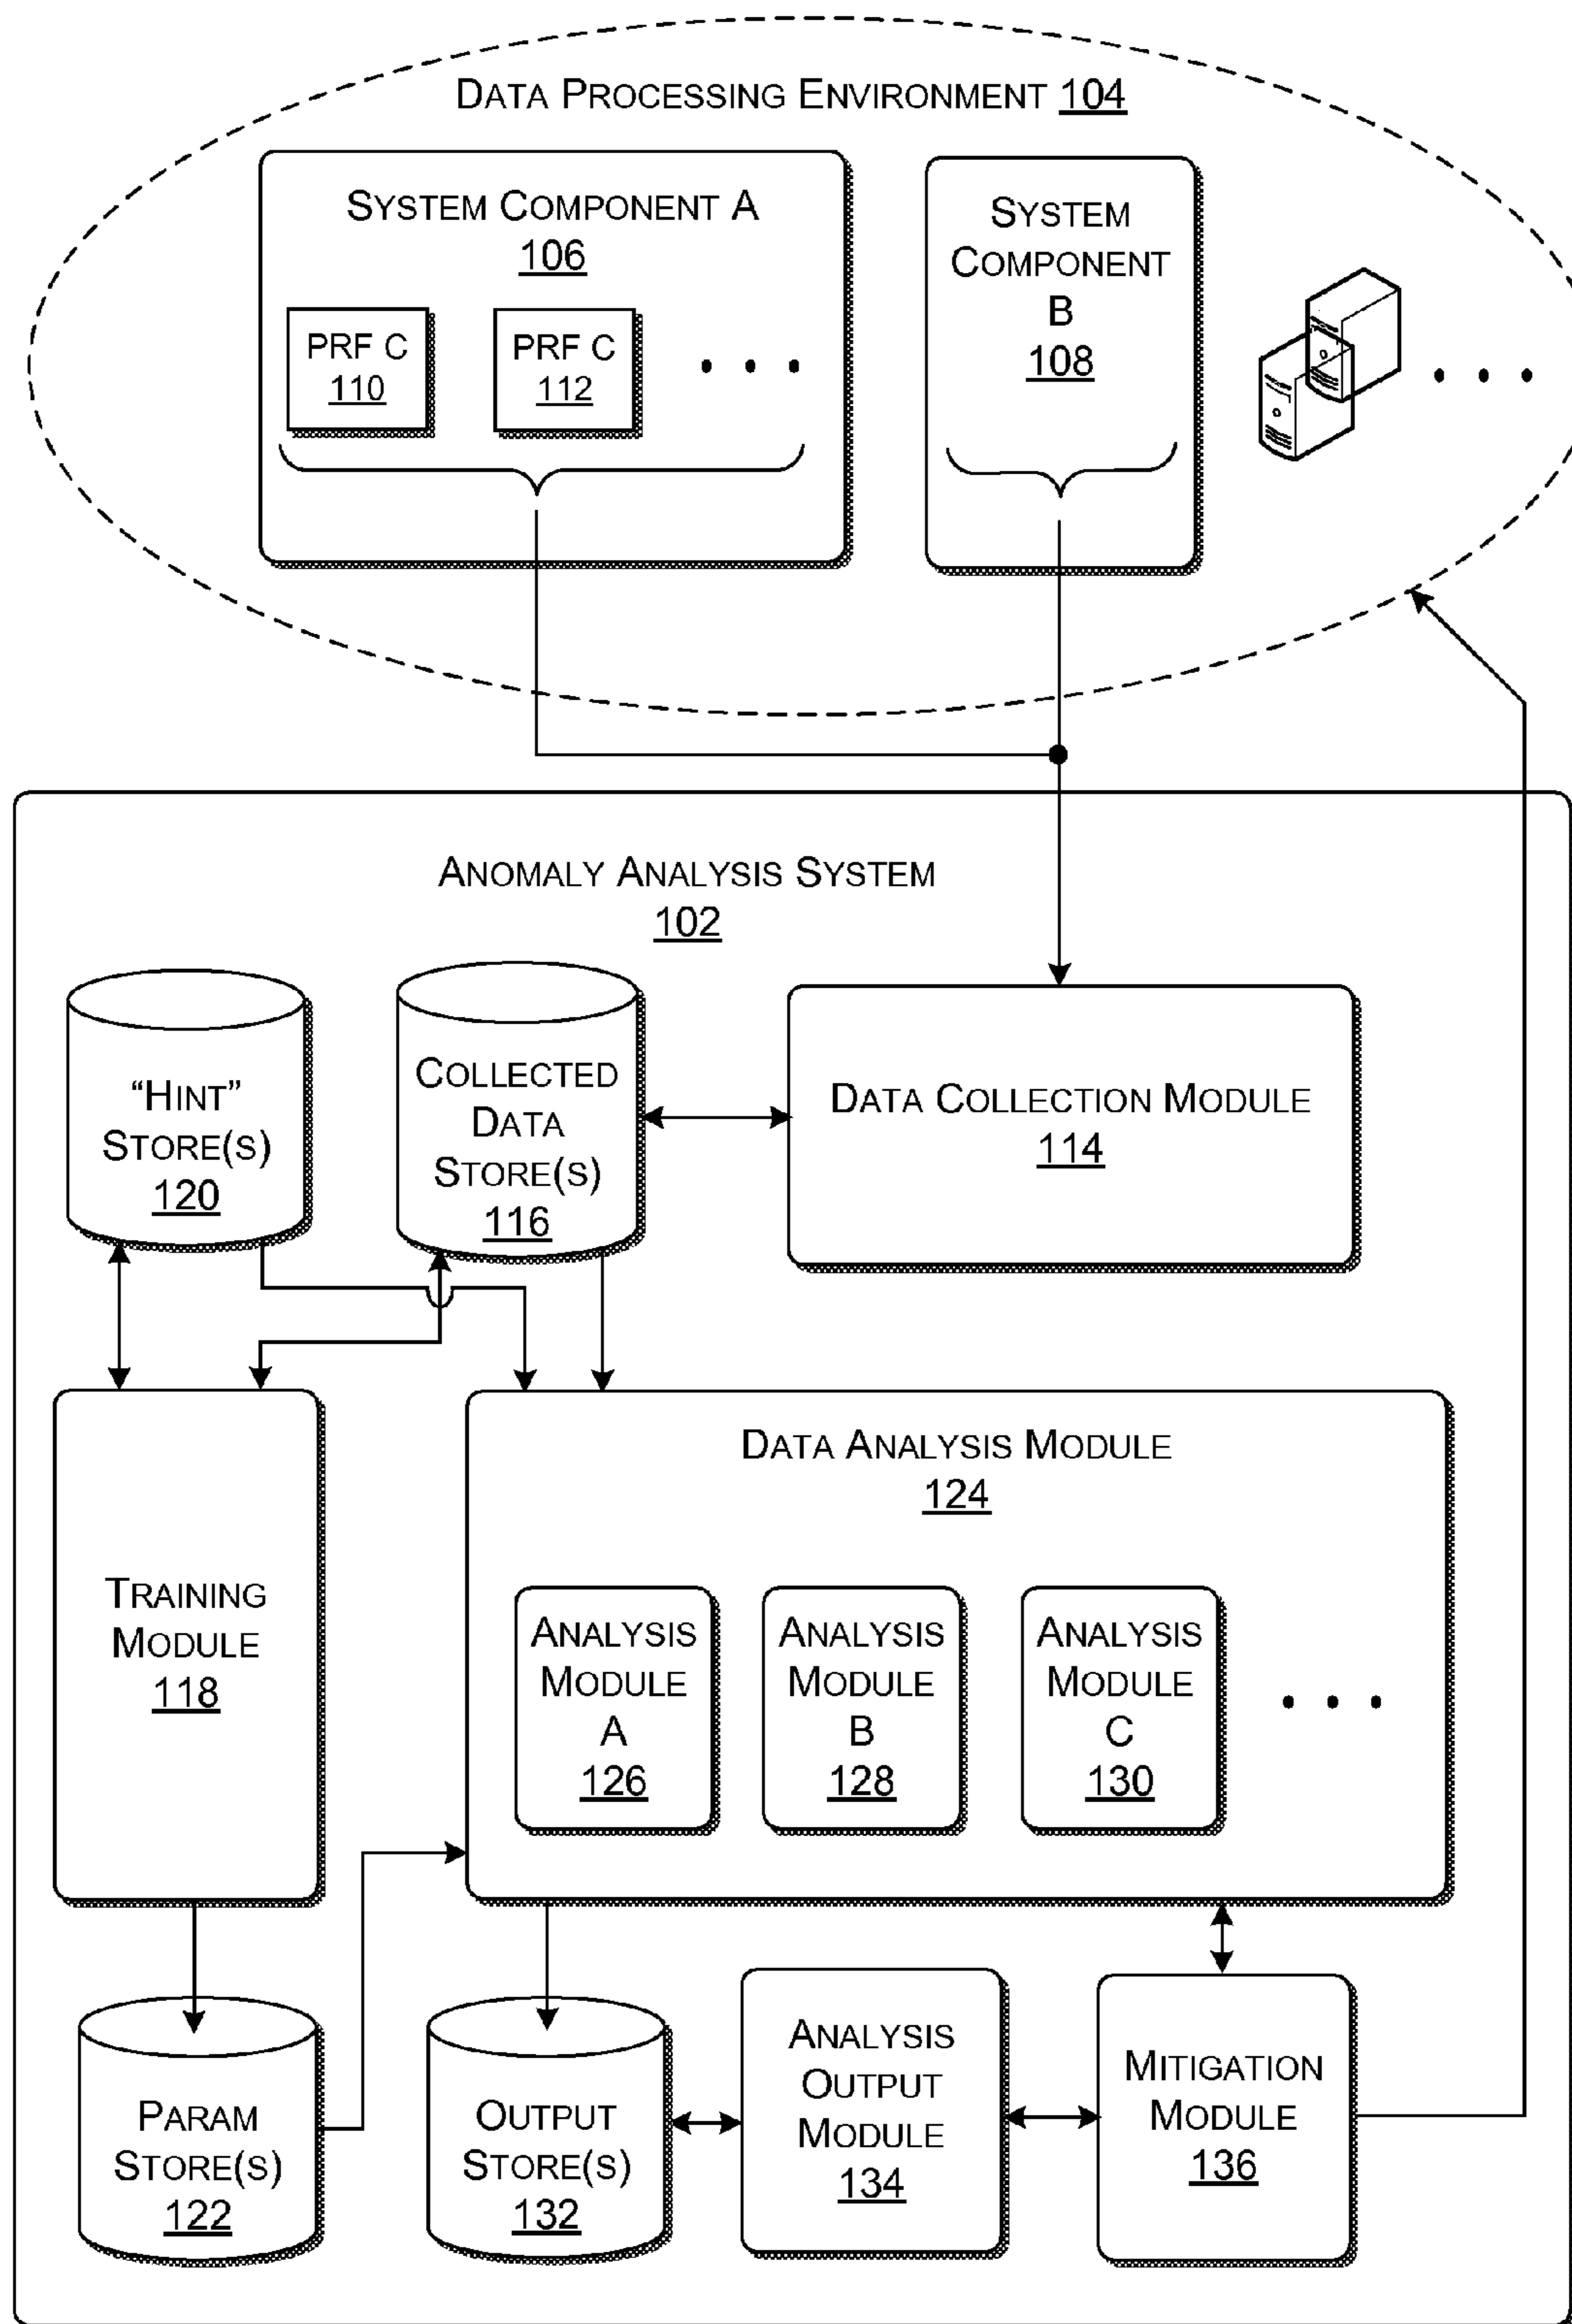 DATA PROCESSING ENVIRONMENT 104
SYSTEM COMPONENT A
106
PRF C
110
PRF C
112
SYSTEM
COMPONENT
B
108
ANOMALY ANALYSIS SYSTEM
102
“HINT”
STORE(S)
120
COLLECTED
DATA
STORE(S)
116
DATA COLLECTION MODULE
114
TRAINING
MODULE
118
DATA ANALYSIS MODULE
124
ANALYSIS
MODULE
A
126
ANALYSIS
MODULE
B
128
ANALYSIS
MODULE
C
130
PARAM
STORE(S)
122
OUTPUT
STORE(S)
132
ANALYSIS
OUTPUT
MODULE
134
MITIGATION
MODULE
136